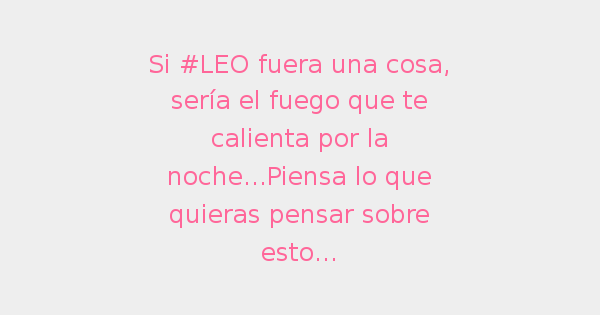 Si #LEO fuera una cosa,
sería el fuego que te
calienta por la
noche...Piensa lo que
quieras pensar sobre
esto...